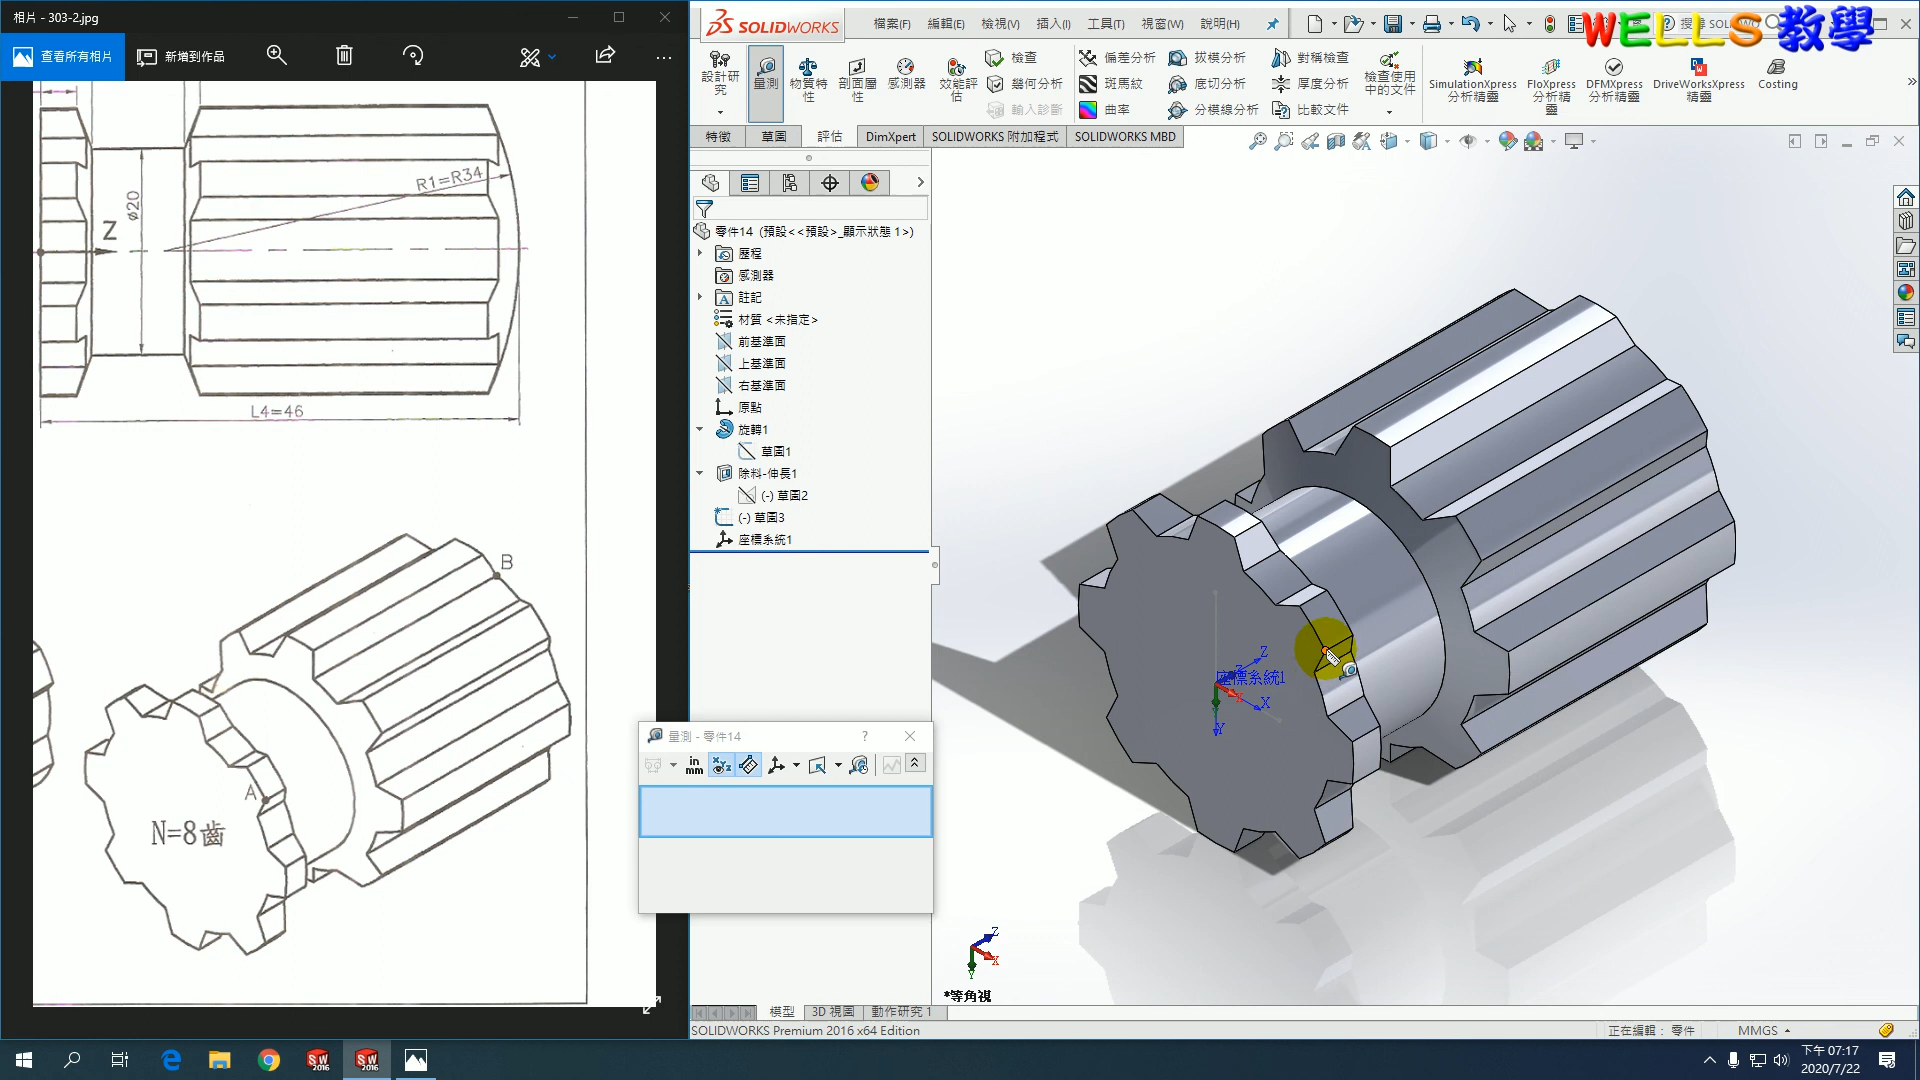 相片 - 303-2.jpg
查看所有相片
新增到作品
R1=R34
ø20
Z
L4=46
B
A
N=8齒
SOLIDWORKS
檔案(F)
編輯(E)
檢視(V)
插入(I)
工具(T)
視窗(W)
說明(H)
WELLS教學
設計研究
量測
物質特性
剖面屬性
感測器
效能評估
檢查
幾何分析
輸入診斷
偏差分析
斑馬紋
曲率
拔模分析
底切分析
分模線分析
對稱檢查
厚度分析
比較文件
檢查使用中的文件
SimulationXpress 分析精靈
FloXpress 分析精靈
DFMXpress 分析精靈
DriveWorksXpress 精靈
Costing
特徵
草圖
評估
DimXpert
SOLIDWORKS 附加程式
SOLIDWORKS MBD
零件14 (預設<<預設>_顯示狀態 1>)
歷程
感測器
註記
材質 <未指定>
前基準面
上基準面
右基準面
原點
旋轉1
草圖1
除料-伸長1
(-) 草圖2
(-) 草圖3
座標系統1
量測 - 零件14
?
in
mm
座標系統1
Z
X
Y
Z
X
Y
*等角視
模型
3D 視圖
動作研究 1
SOLIDWORKS Premium 2016 x64 Edition
正在編輯： 零件
MMGS
下午 07:17
2020/7/22